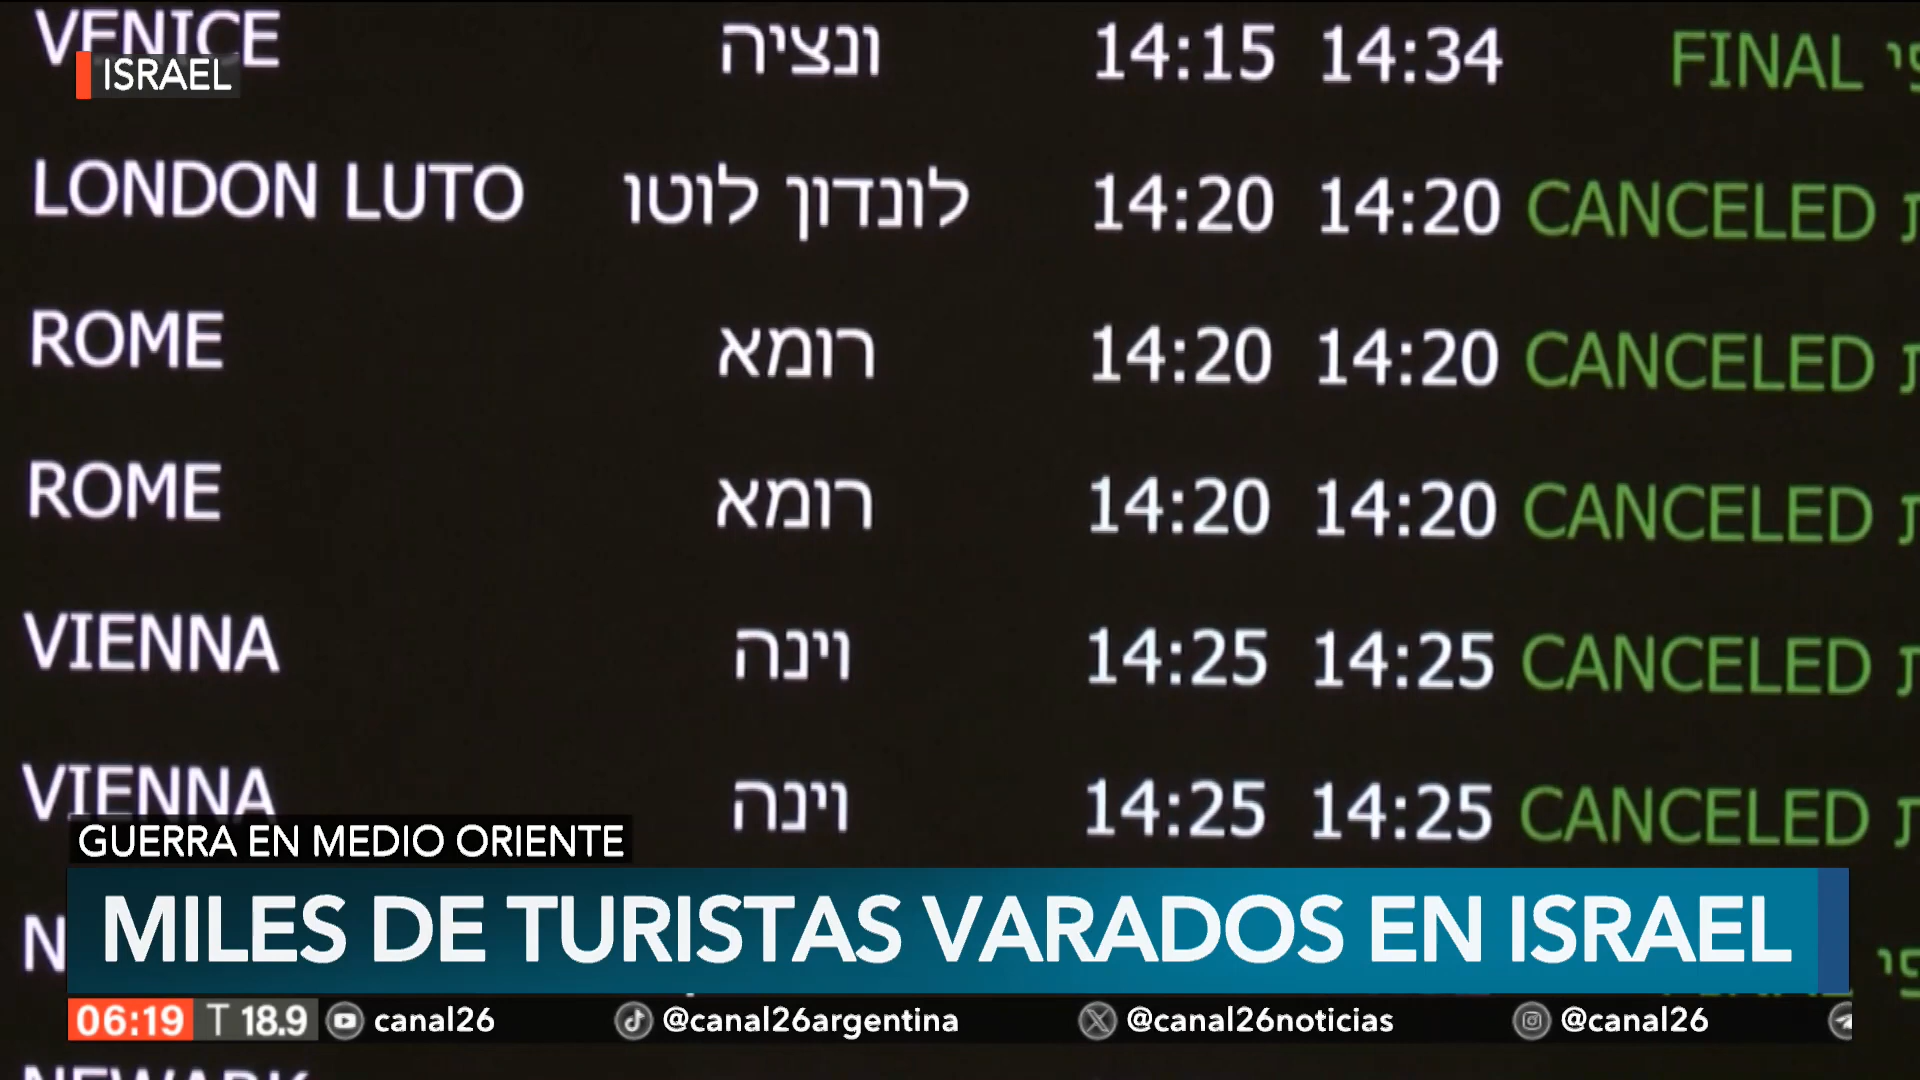 VENICE ונציה 14:15 14:34 FINAL
ISRAEL
LONDON LUTO לונדון לוטו 14:20 14:20 CANCELED
ROME רומא 14:20 14:20 CANCELED
ROME רומא 14:20 14:20 CANCELED
VIENNA וינה 14:25 14:25 CANCELED
VIENNA וינה 14:25 14:25 CANCELED
GUERRA EN MEDIO ORIENTE
MILES DE TURISTAS VARADOS EN ISRAEL
06:19 T 18.9 canal26 @canal26argentina @canal26noticias @canal26
NEWARK